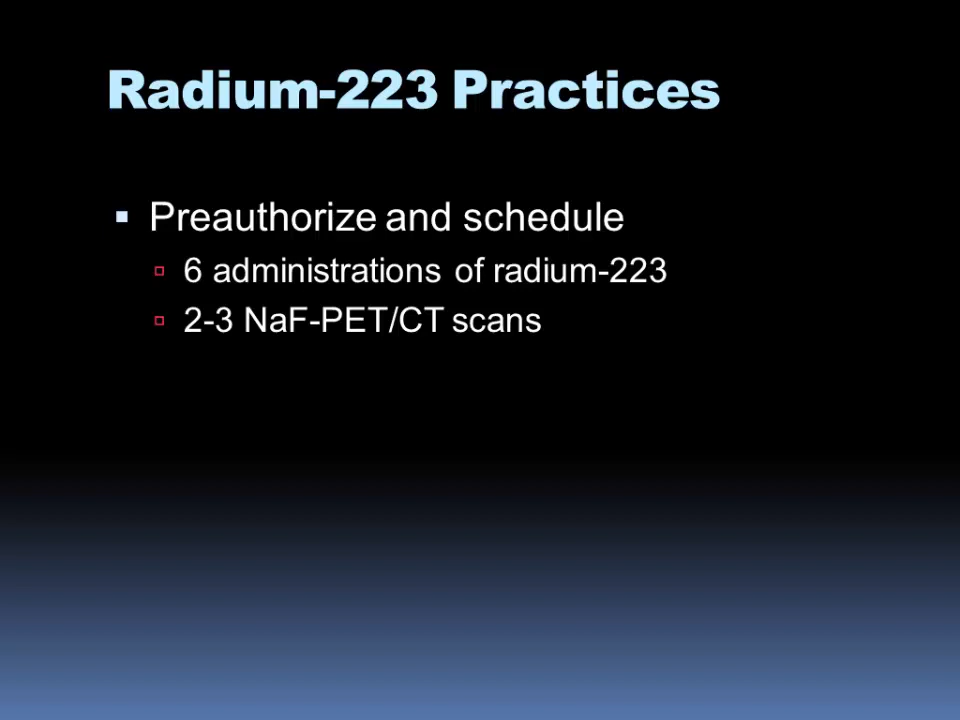 Radium-223 Practices
Preauthorize and schedule
6 administrations of radium-223
2-3 NaF-PET/CT scans